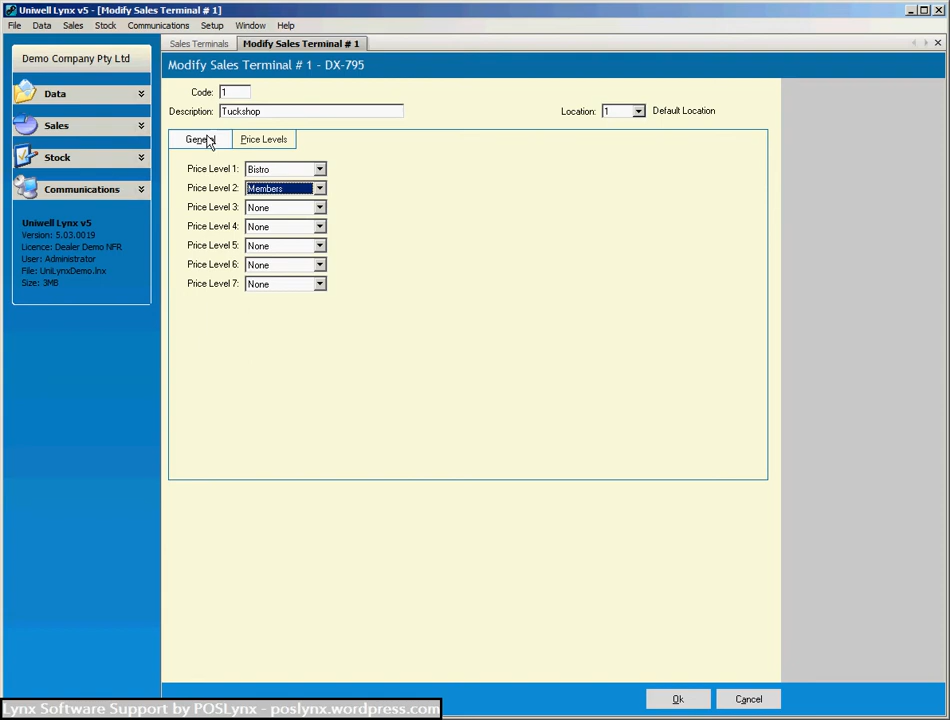 Uniwell Lynx v5 - [Modify Sales Terminal # 1]
File Data Sales Stock Communications Setup Window Help
Sales Terminals Modify Sales Terminal # 1
Demo Company Pty Ltd
Data
Sales
Stock
Communications
Uniwell Lynx v5
Version: 5.03.0019
Licence: Dealer Demo NFR
User: Administrator
File: UniLynxDemo.lnx
Size: 3MB
Modify Sales Terminal # 1 - DX-795
Code: 1
Description: Tuckshop Location: 1 Default Location
General Price Levels
Price Level 1: Bistro
Price Level 2: Members
Price Level 3: None
Price Level 4: None
Price Level 5: None
Price Level 6: None
Price Level 7: None
Ok Cancel
Lynx Software Support by POSLynx - poslynx.wordpress.com